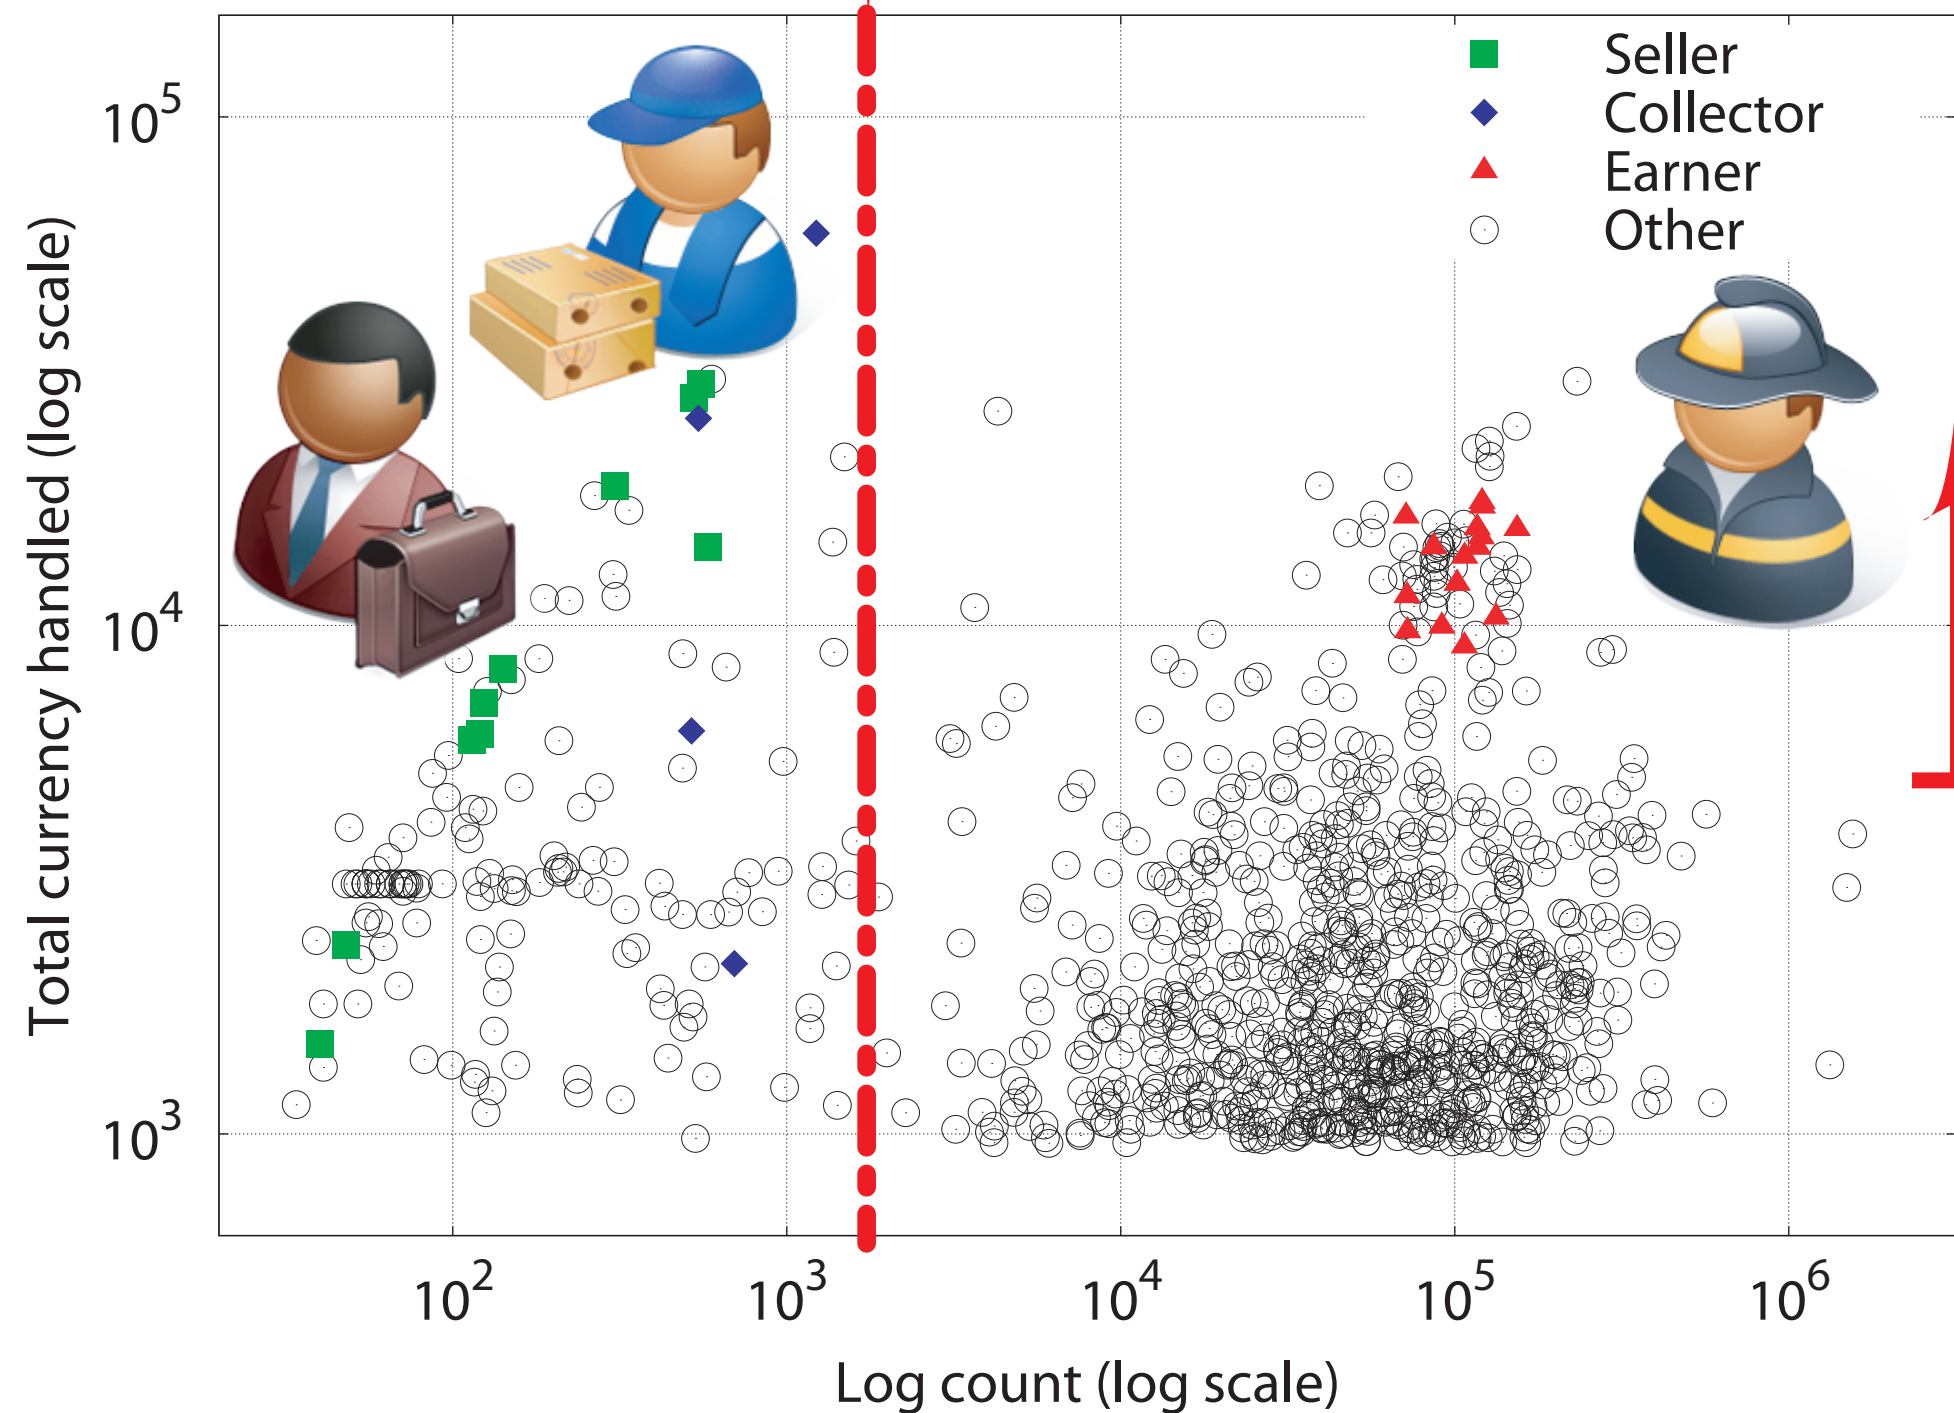 Seller
Collector
Earner
Other
Total currency handled (log scale)
10^5
10^4
10^3
10^2 10^3 10^4 10^5 10^6
Log count (log scale)